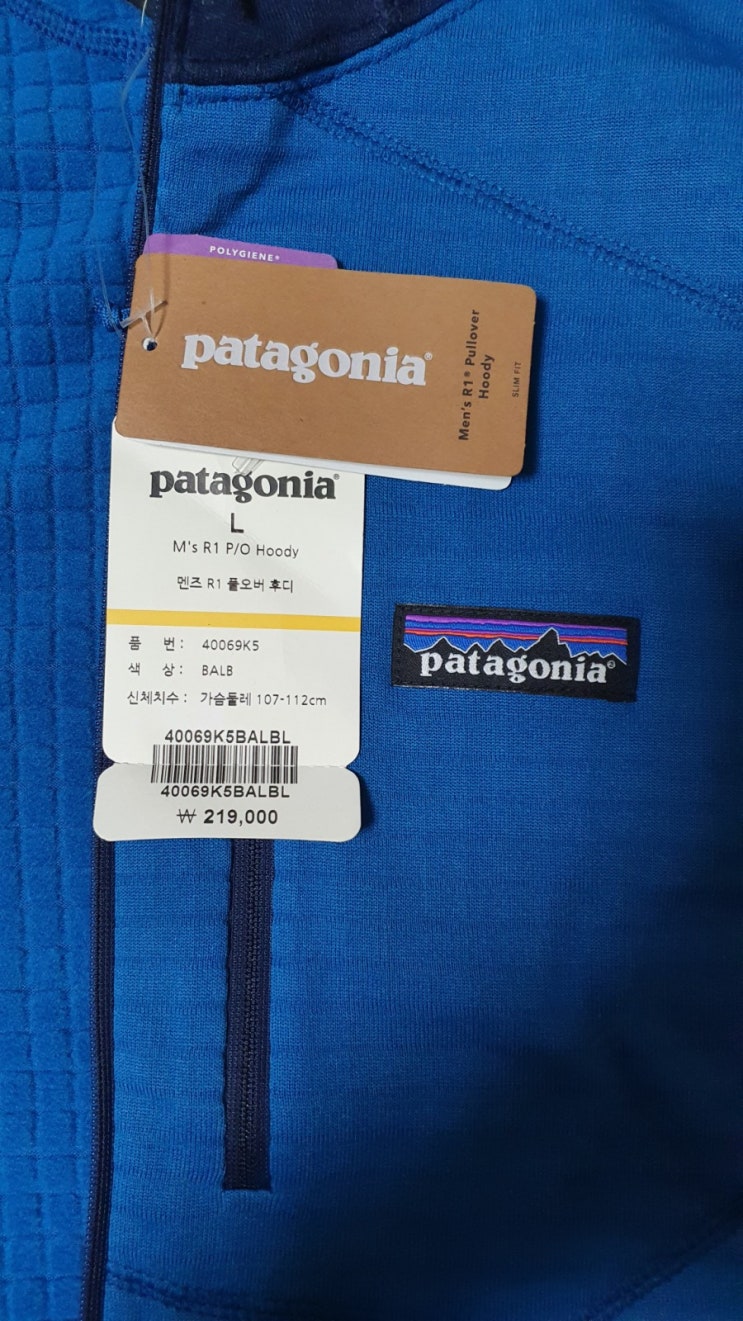 POLYGIENE®
patagonia®
Men's R1® Pullover
Hoody
SLIM FIT
patagonia®
L
M's R1 P/O Hoody
멘즈 R1 풀오버 후디
품 번 : 40069K5
색 상 : BALB
신체치수 : 가슴둘레 107-112cm
40069K5BALBL
40069K5BALBL
₩ 219,000
patagonia®